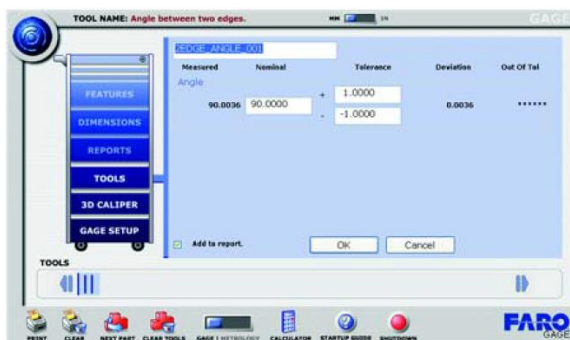 TOOL NAME: Angle between two edges.
MM IN
GAGE
2EDGE_ANGLE_001
Measured Nominal Tolerance Deviation Out Of Tol
Angle
90.0036 90.0000 + 1.0000 0.0036 ******
- -1.0000
FEATURES
DIMENSIONS
REPORTS
TOOLS
3D CALIPER
GAGE SETUP
Add to report.
OK Cancel
TOOLS
PRINT CLEAR NEXT PART CLEAR TOOLS GAGE | METROLOGY CALCULATOR STARTUP GUIDE SHUTDOWN
FARO
GAGE